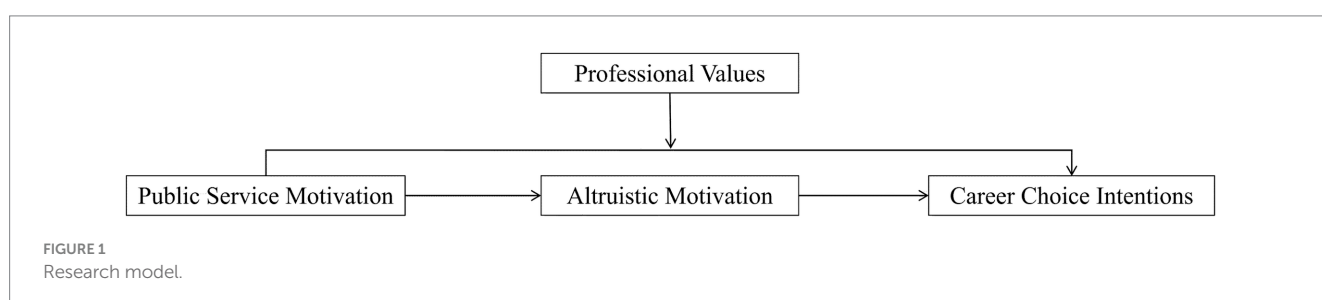 Professional Values
Public Service Motivation
Altruistic Motivation
Career Choice Intentions
FIGURE 1
Research model.